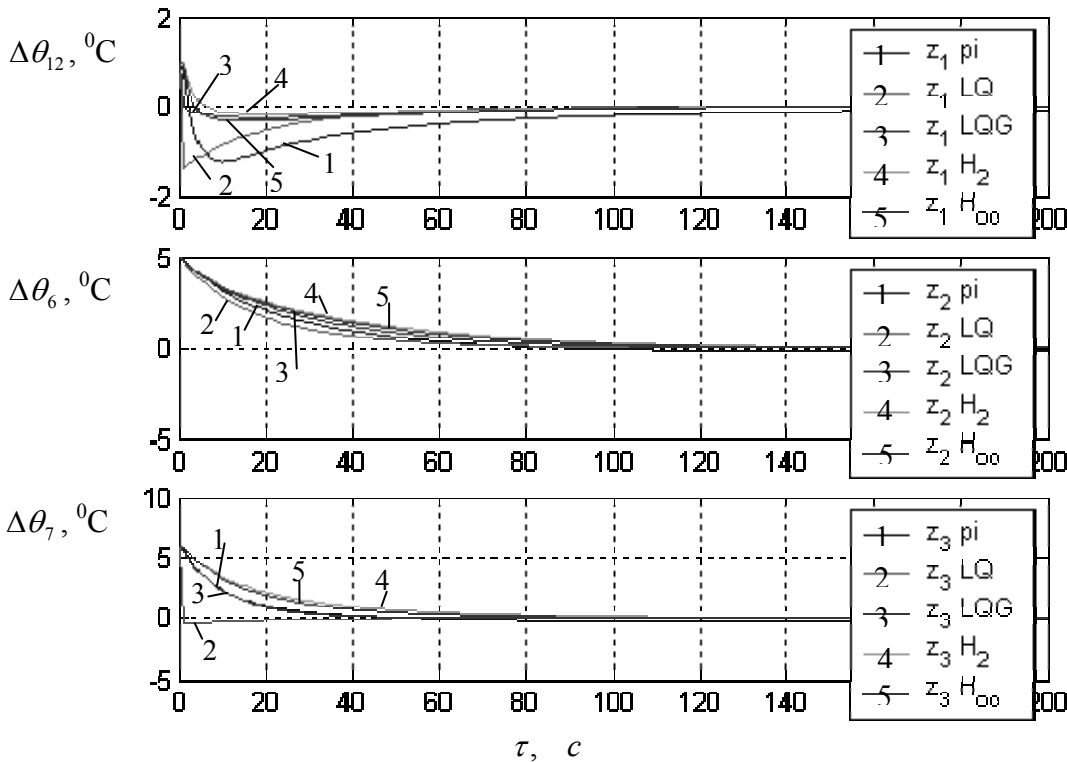 Δθ₁₂, ⁰C
2
0
-2
3
4
2
5
1
0 20 40 60 80 100 120 140 200
1 z₁ pi
2 z₁ LQ
3 z₁ LQG
4 z₁ H₂
5 z₁ H∞
Δθ₆, ⁰C
5
0
-5
2
1
3
4
5
0 20 40 60 80 100 120 140 200
1 z₂ pi
2 z₂ LQ
3 z₂ LQG
4 z₂ H₂
5 z₂ H∞
Δθ₇, ⁰C
10
5
0
-5
1
3
2
5
4
0 20 40 60 80 100 120 140 200
1 z₃ pi
2 z₃ LQ
3 z₃ LQG
4 z₃ H₂
5 z₃ H∞
τ, c